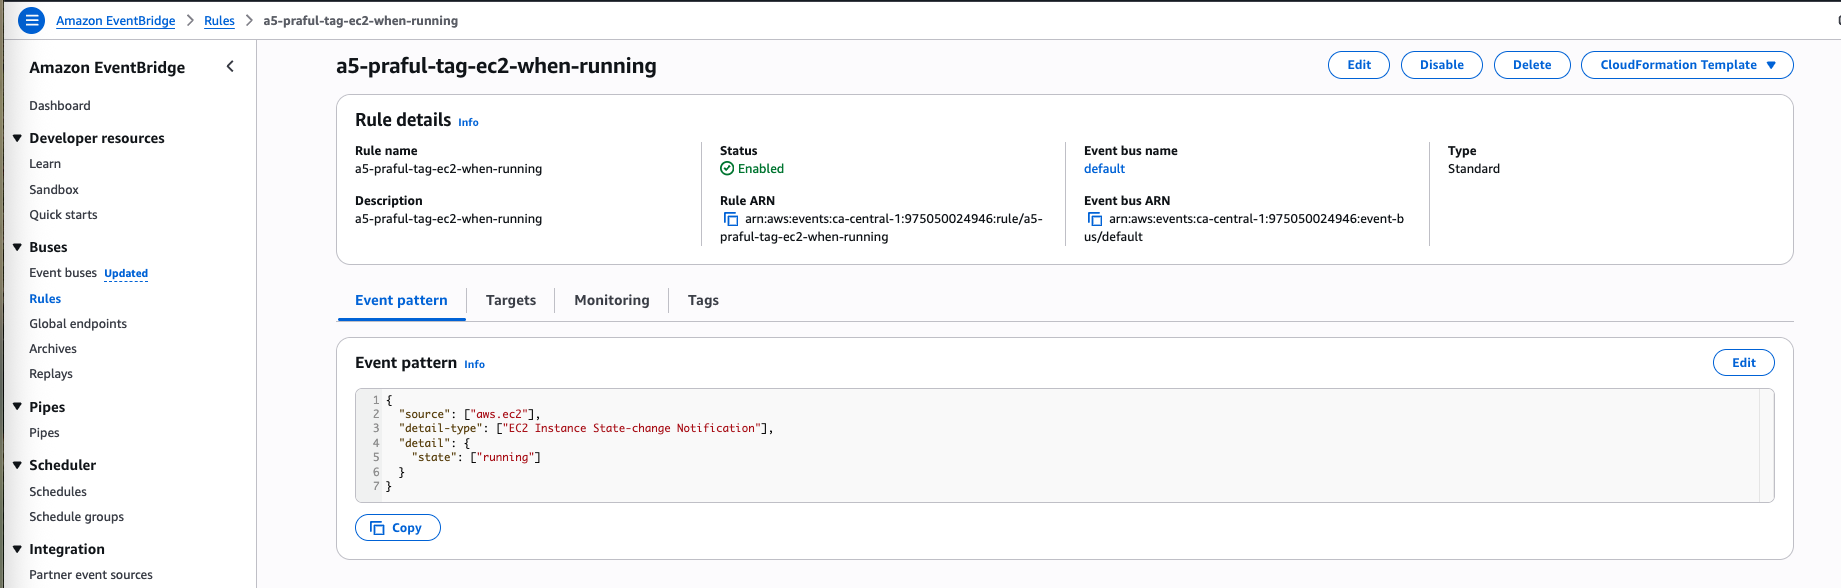 Amazon EventBridge > Rules > a5-praful-tag-ec2-when-running
Amazon EventBridge
Dashboard
Developer resources
Learn
Sandbox
Quick starts
Buses
Event buses Updated
Rules
Global endpoints
Archives
Replays
Pipes
Pipes
Scheduler
Schedules
Schedule groups
Integration
Partner event sources
a5-praful-tag-ec2-when-running
Edit
Disable
Delete
CloudFormation Template
Rule details Info
Rule name
a5-praful-tag-ec2-when-running
Description
a5-praful-tag-ec2-when-running
Status
Enabled
Rule ARN
arn:aws:events:ca-central-1:975050024946:rule/a5-
praful-tag-ec2-when-running
Event bus name
default
Event bus ARN
arn:aws:events:ca-central-1:975050024946:event-b
us/default
Type
Standard
Event pattern
Targets
Monitoring
Tags
Event pattern Info
Edit
1 {
2   "source": ["aws.ec2"],
3   "detail-type": ["EC2 Instance State-change Notification"],
4   "detail": {
5     "state": ["running"]
6   }
7 }
Copy